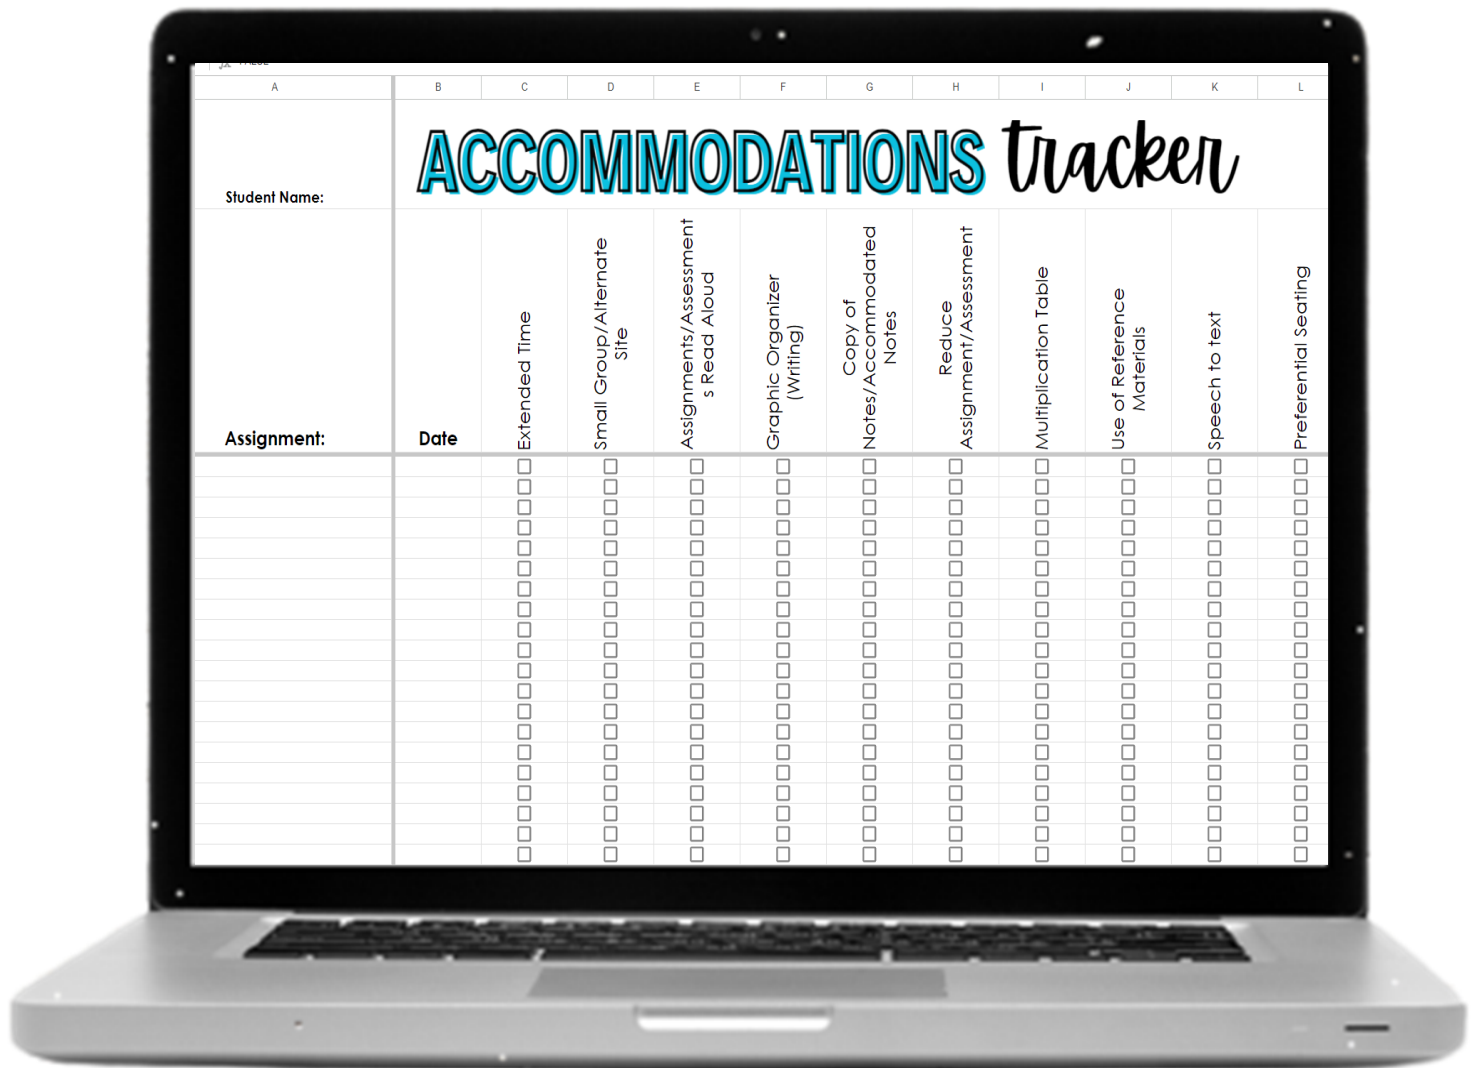 A B C D E F G H I J K L
ACCOMMODATIONS tracker
Student Name:
Assignment:
Date
Extended Time
Small Group/Alternate
Site
Assignments/Assessment
s Read Aloud
Graphic Organizer
(Writing)
Copy of
Notes/Accommodated
Notes
Reduce
Assignment/Assessment
Multiplication Table
Use of Reference
Materials
Speech to text
Preferential Seating